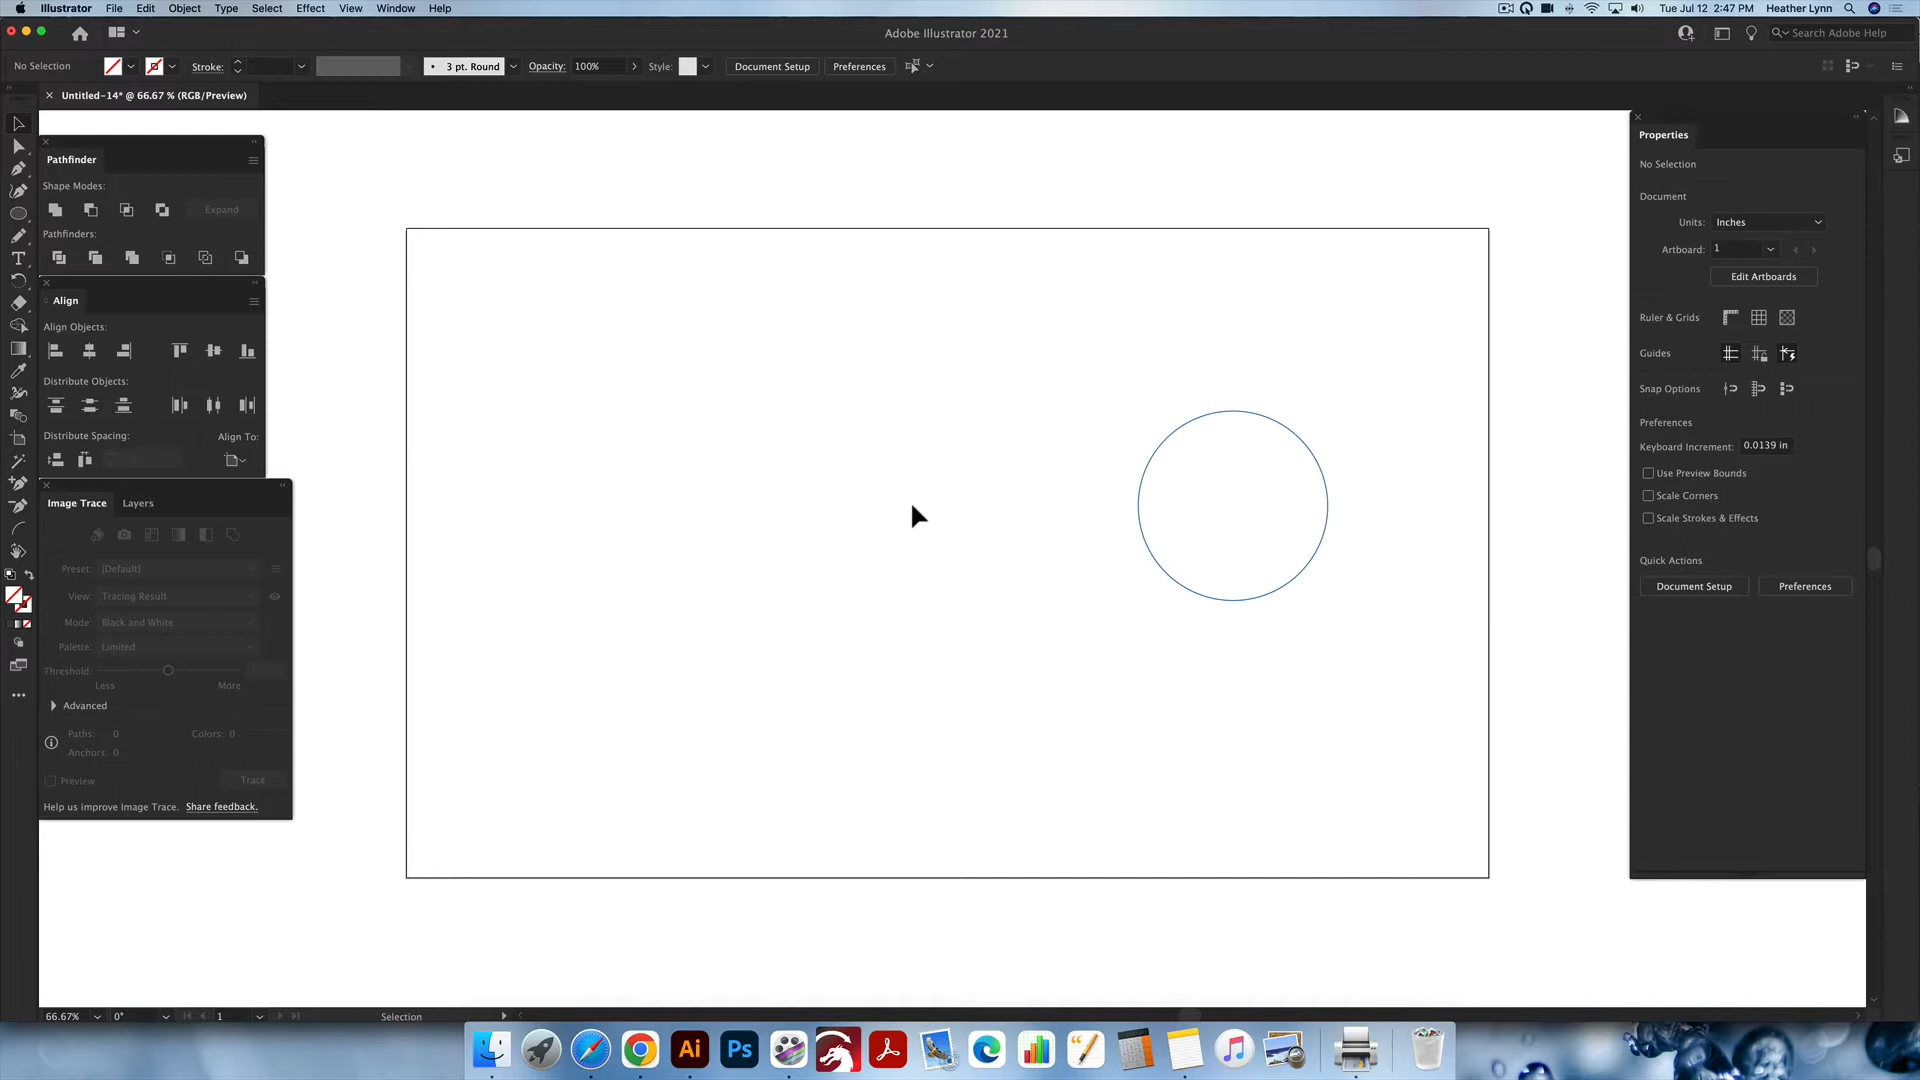 Illustrator File Edit Object Type Select Effect View Window Help Tue Jul 12 2:47 PM Heather Lynn
Adobe Illustrator 2021 Search Adobe Help
No Selection Stroke: 3 pt. Round Opacity: 100% Style: Document Setup Preferences
Untitled-14* @ 66.67 % (RGB/Preview)
Pathfinder
Shape Modes:
Expand
Pathfinders:
Align
Align Objects:
Distribute Objects:
Distribute Spacing: Align To:
Image Trace Layers
Preset: [Default]
View: Tracing Result
Mode: Black and White
Palette: Limited
Threshold:
Less More
Advanced
Paths: 0 Colors: 0
Anchors: 0
Preview Trace
Help us improve Image Trace. Share feedback.
Properties
No Selection
Document
Units: Inches
Artboard: 1
Edit Artboards
Ruler & Grids
Guides
Snap Options
Preferences
Keyboard Increment: 0.0139 in
Use Preview Bounds
Scale Corners
Scale Strokes & Effects
Quick Actions
Document Setup Preferences
66.67% 0° 1 Selection
Ai Ps